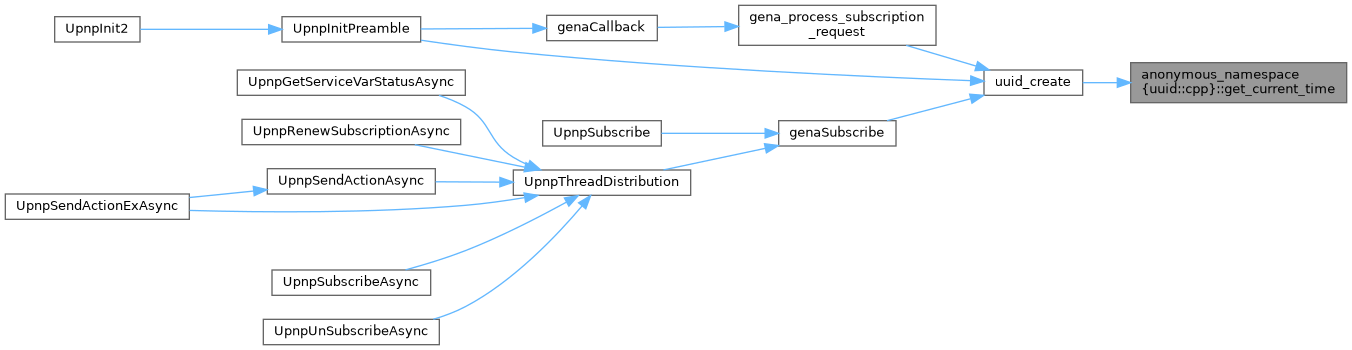 gena_process_subscription
_request
UpnpInit2
UpnpInitPreamble
genaCallback
anonymous_namespace
{uuid::cpp}::get_current_time
uuid_create
UpnpGetServiceVarStatusAsync
UpnpRenewSubscriptionAsync
UpnpSubscribe
genaSubscribe
UpnpSendActionAsync
UpnpThreadDistribution
UpnpSendActionExAsync
UpnpSubscribeAsync
UpnpUnSubscribeAsync